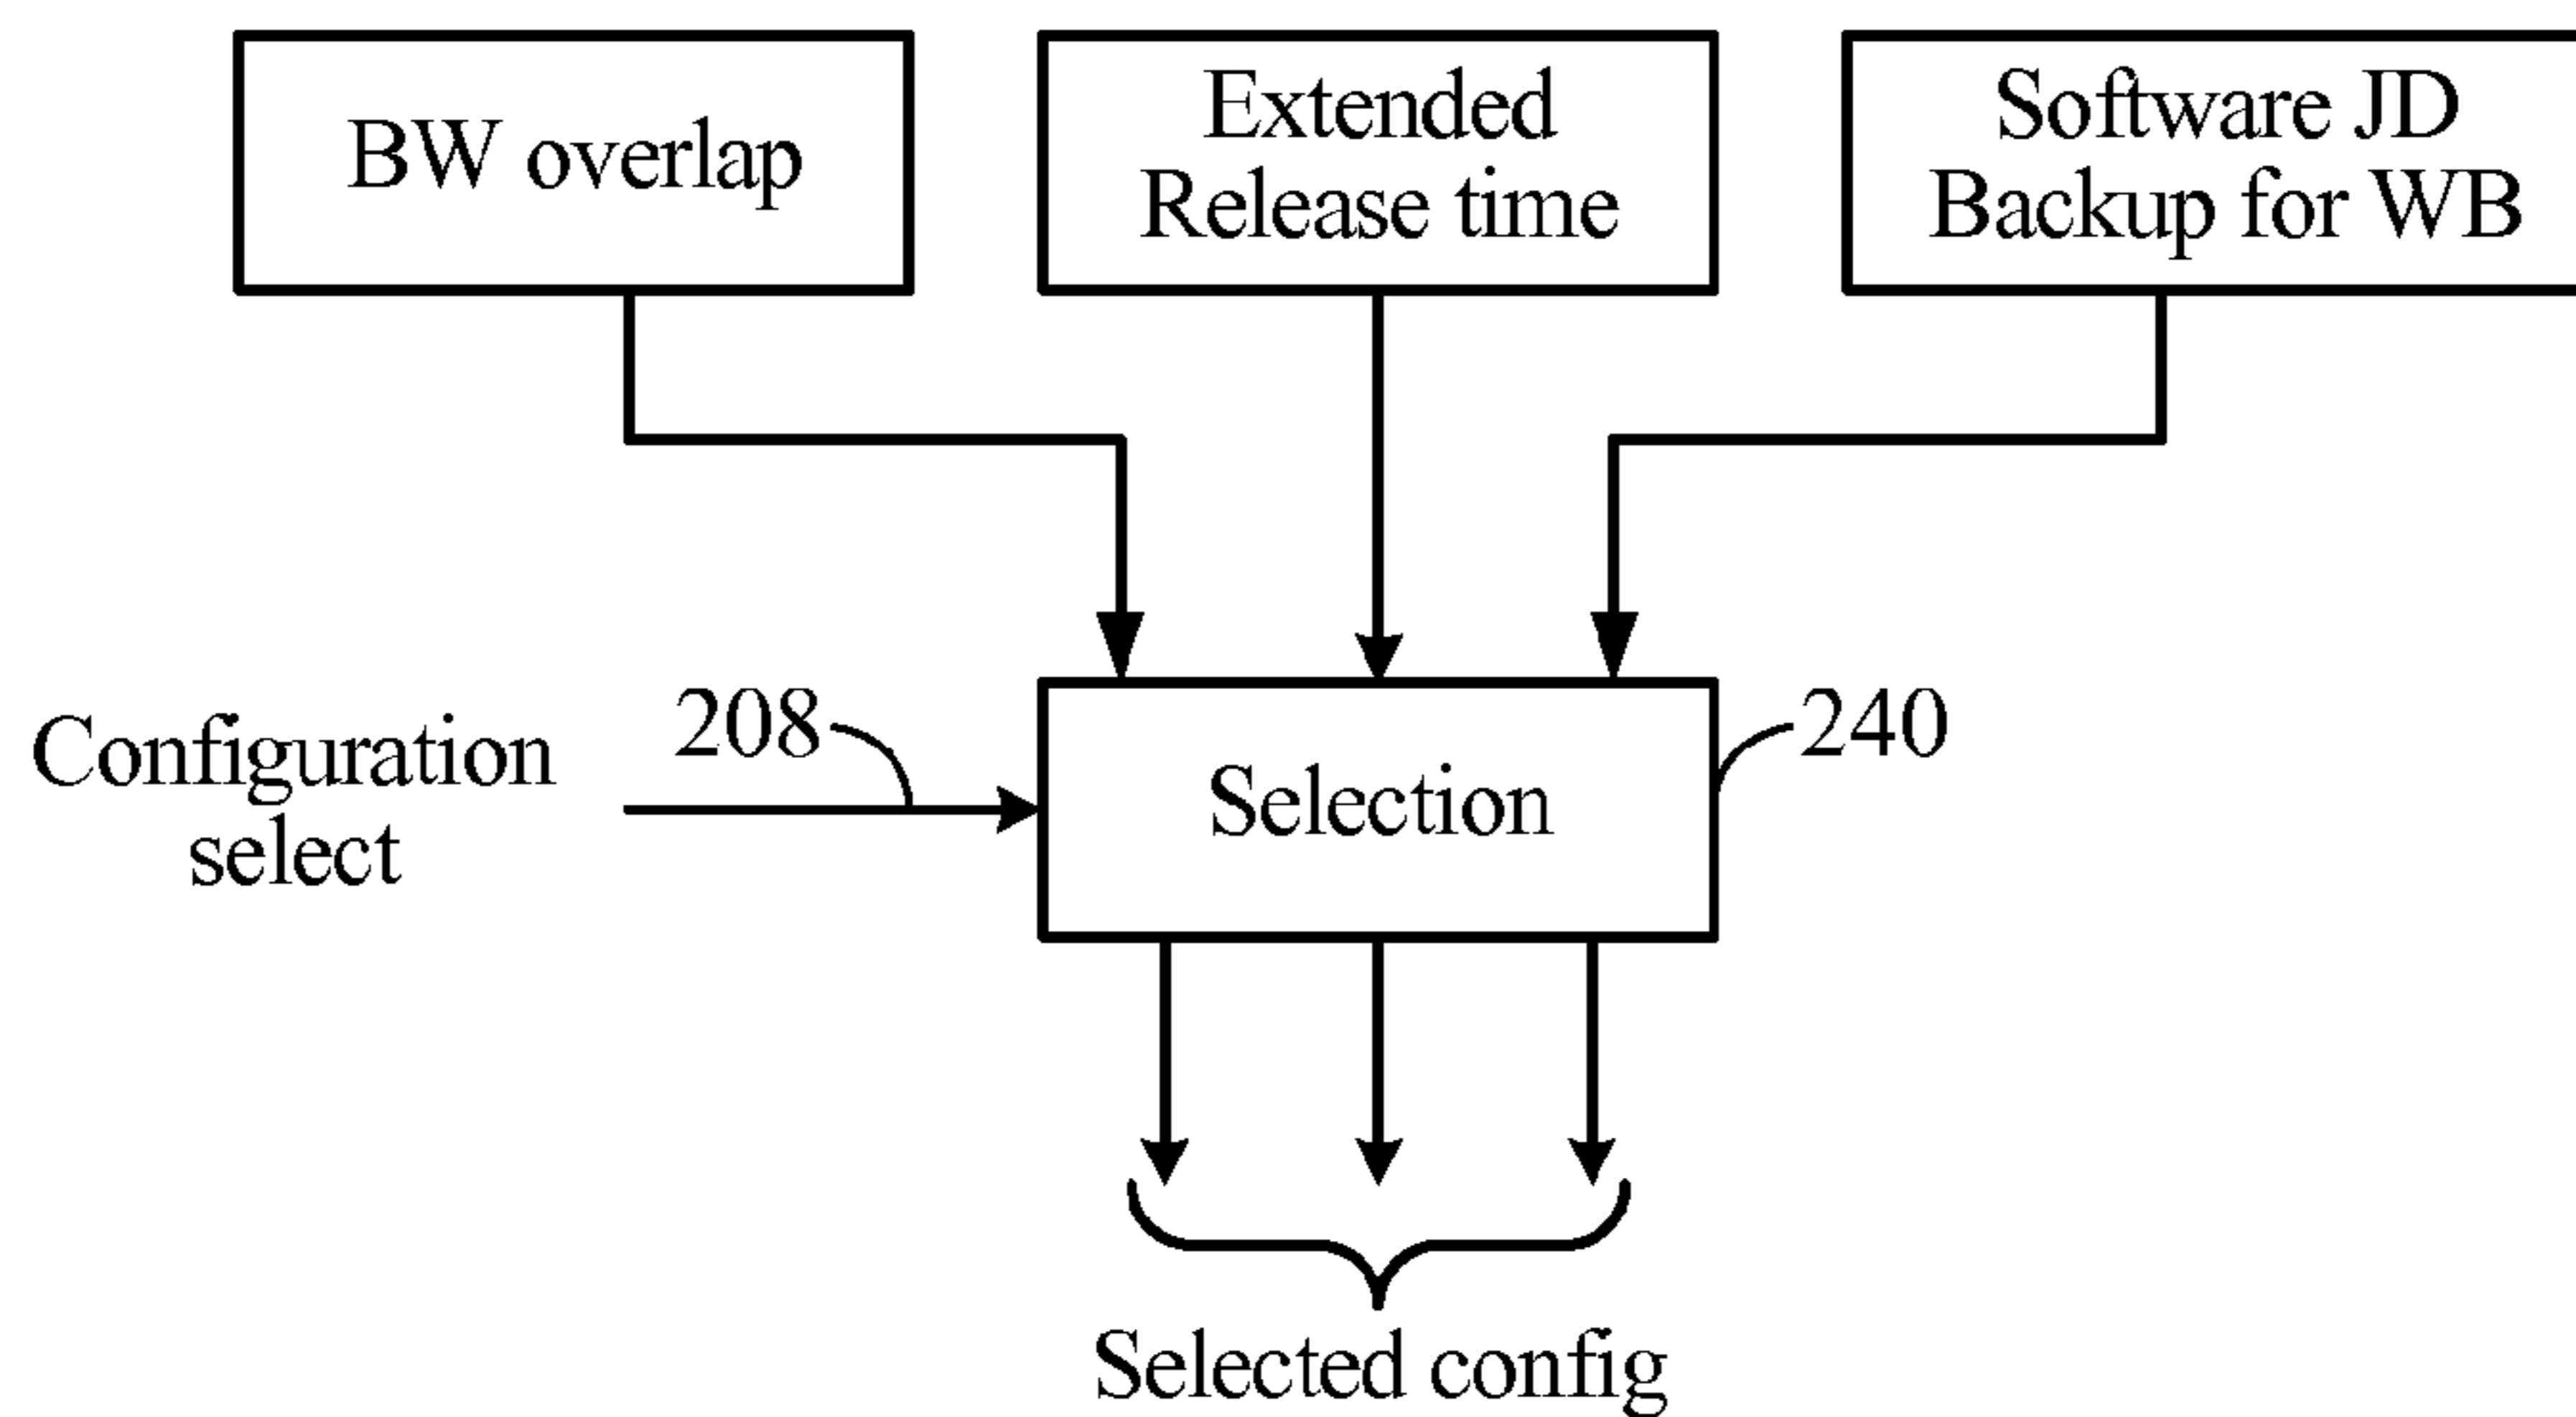 BW overlap
Extended
Release time
Software JD
Backup for WB
Configuration
select
208
Selection
240
Selected config